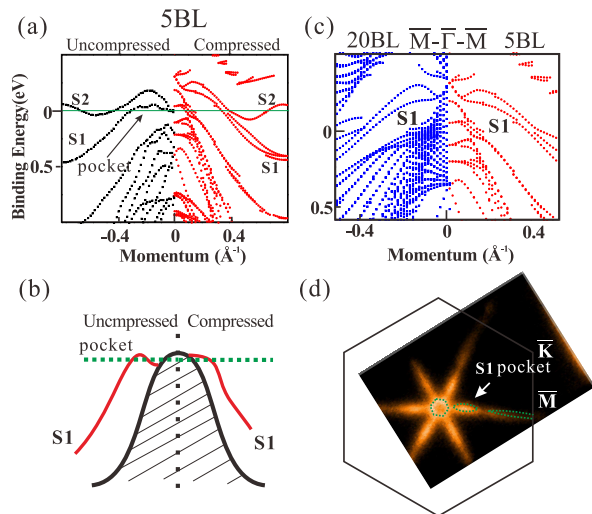 (a) 5BL
Uncompressed Compressed
Binding Energy(eV)
0
0.5
S2
S1
pocket
S2
S1
-0.4 0 0.4
Momentum (Å⁻¹)
(c) 20BL M̅-Γ̅-M̅ 5BL
0
0.5
S1
S1
-0.4 0 0.4
Momentum (Å⁻¹)
(b)
Uncmpressed Compressed
pocket
S1
S1
(d)
K̅
S1 pocket
M̅